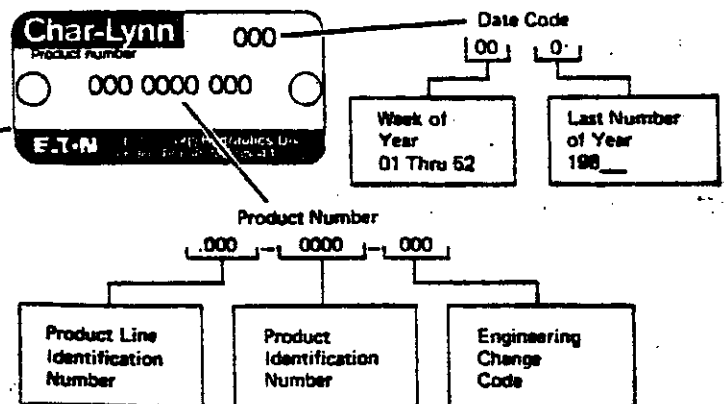 Char-Lynn
000
Product number
000 0000 000
E.T•N
Date Code
00 0
Week of
Year
01 Thru 52
Last Number
of Year
198__
Product Number
000 - 0000 - 000
Product Line
Identification
Number
Product
Identification
Number
Engineering
Change
Code